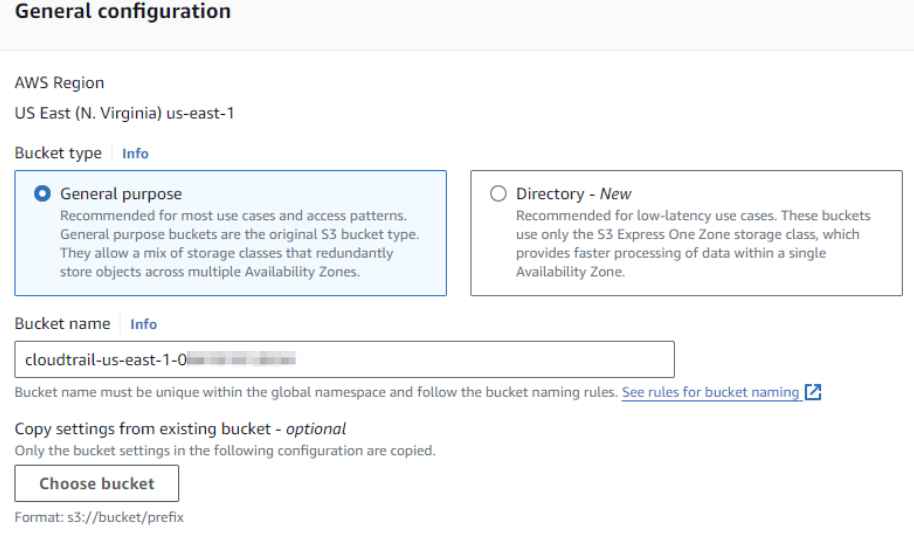 General configuration
AWS Region
US East (N. Virginia) us-east-1
Bucket type Info
General purpose
Recommended for most use cases and access patterns.
General purpose buckets are the original S3 bucket type.
They allow a mix of storage classes that redundantly
store objects across multiple Availability Zones.
Directory - New
Recommended for low-latency use cases. These buckets
use only the S3 Express One Zone storage class, which
provides faster processing of data within a single
Availability Zone.
Bucket name Info
cloudtrail-us-east-1-0
Bucket name must be unique within the global namespace and follow the bucket naming rules. See rules for bucket naming
Copy settings from existing bucket - optional
Only the bucket settings in the following configuration are copied.
Choose bucket
Format: s3://bucket/prefix